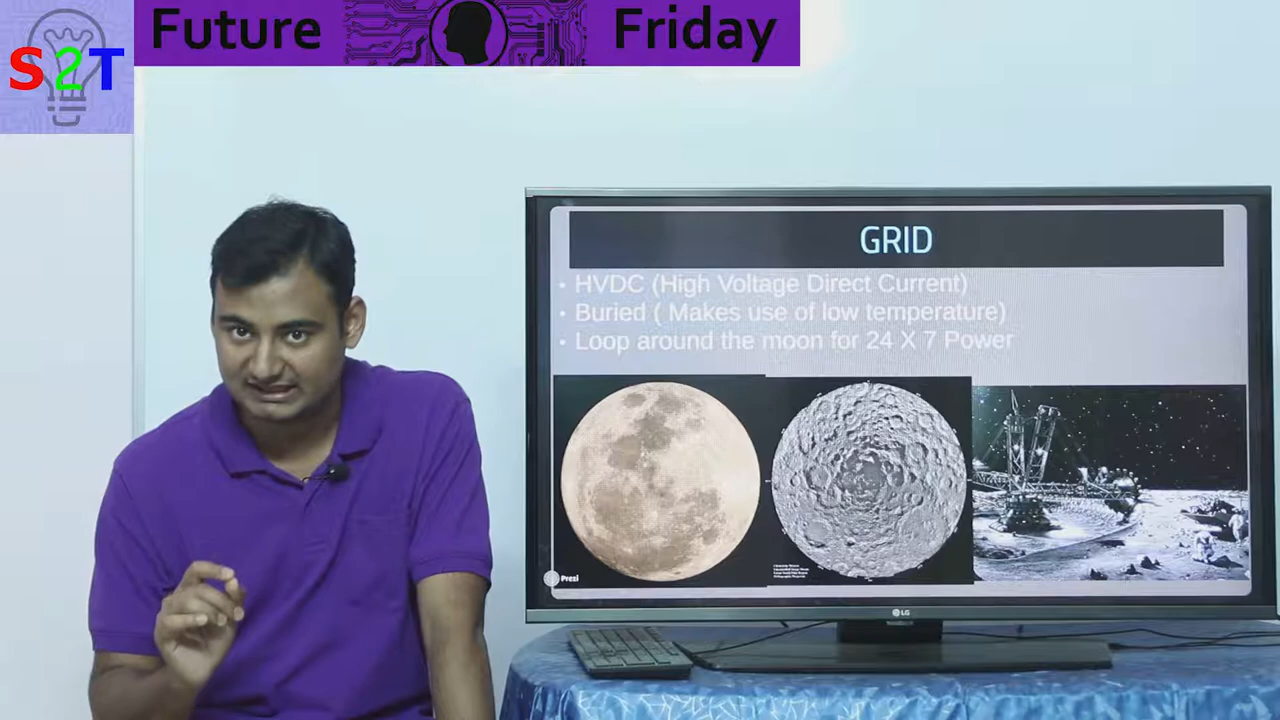 S2T
Future Friday
GRID
• HVDC (High Voltage Direct Current)
• Buried ( Makes use of low temperature)
• Loop around the moon for 24 X 7 Power
Prezi
LG